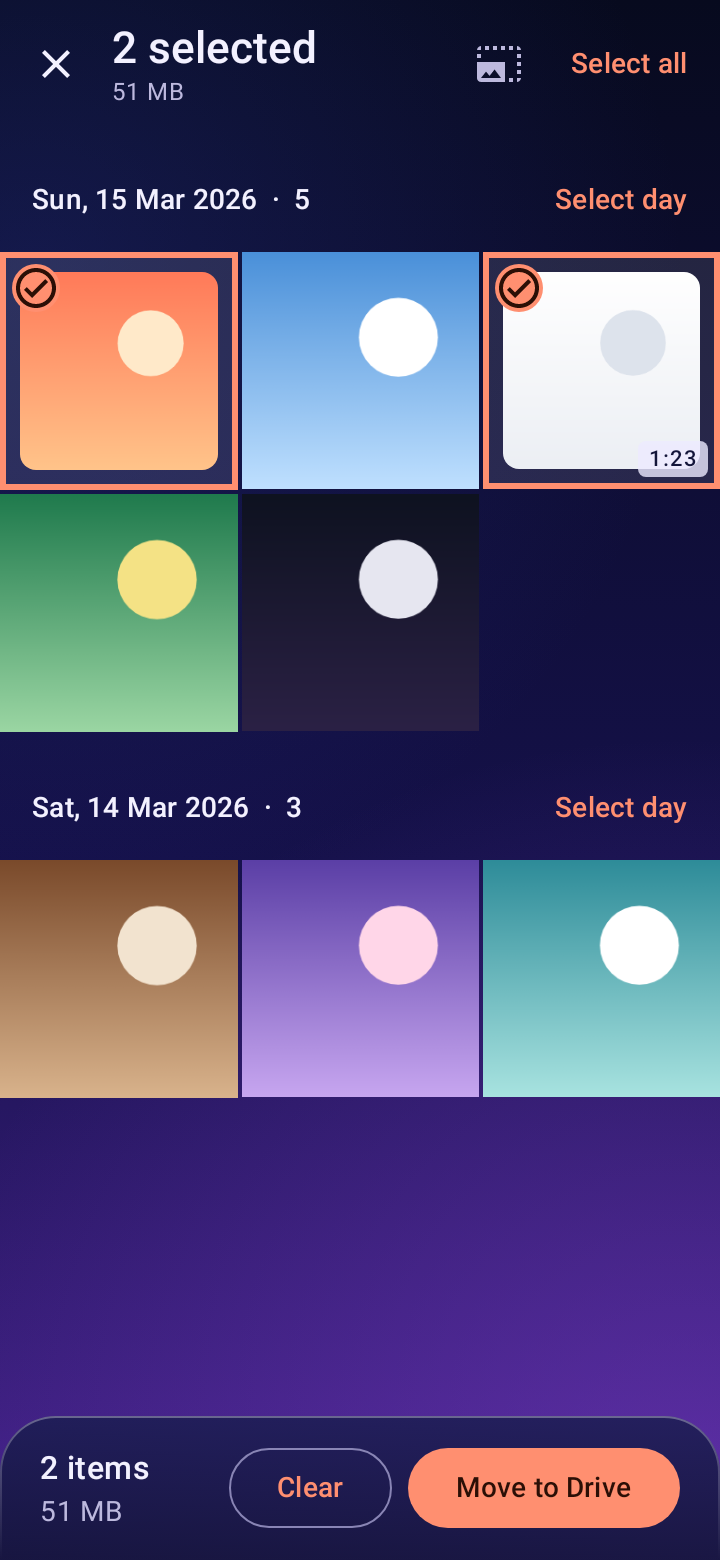 2 selected
51 MB
Select all
Sun, 15 Mar 2026 · 5
Select day
1:23
Sat, 14 Mar 2026 · 3
Select day
2 items
51 MB
Clear
Move to Drive